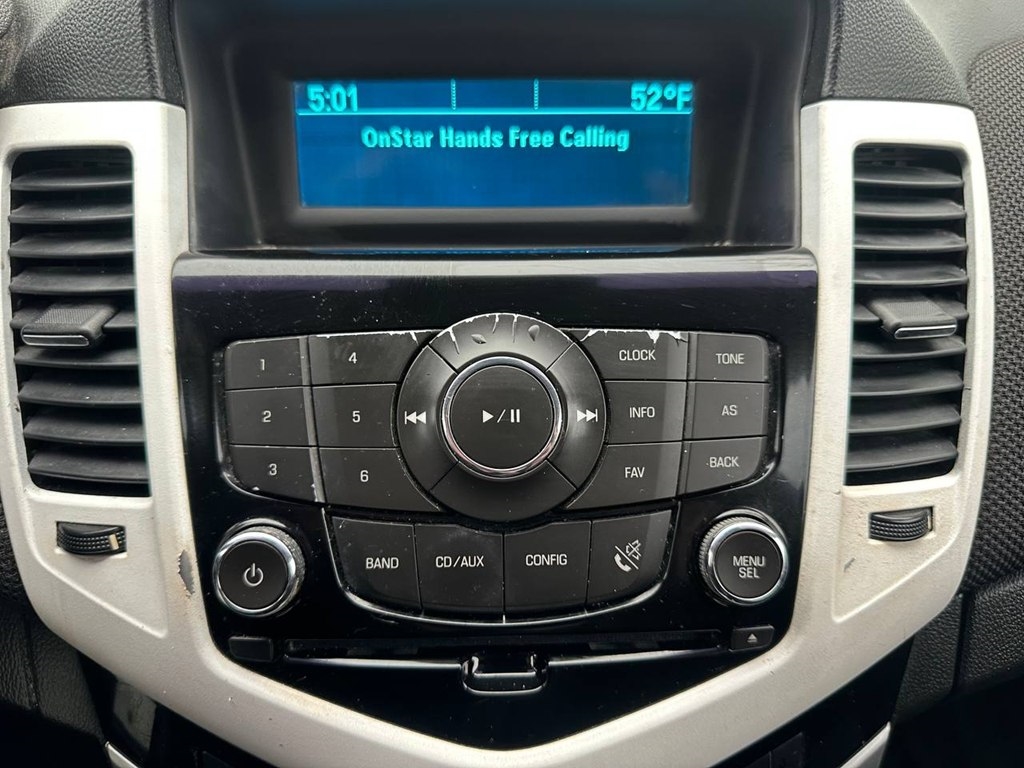 5:01 52°F
OnStar Hands Free Calling
1 4 CLOCK TONE
2 5 INFO AS
3 6 FAV BACK
BAND CD/AUX CONFIG
MENU
SEL